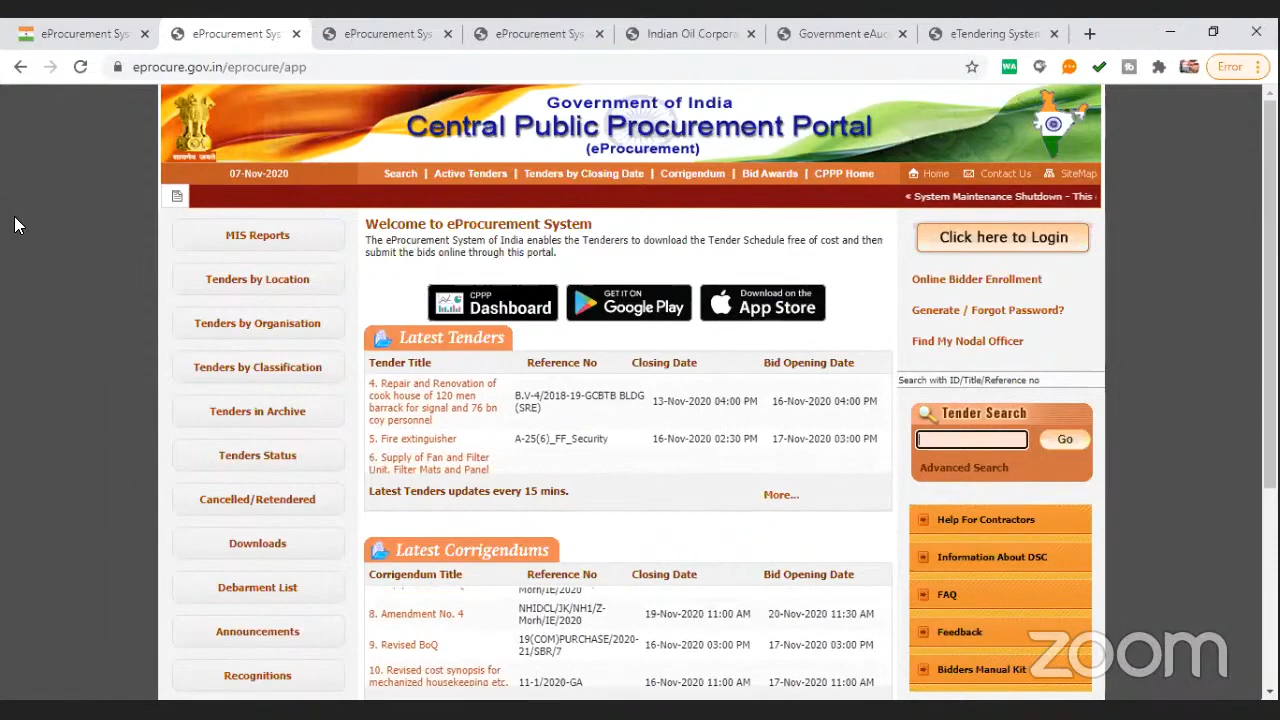 eProcurement Sys
eProcurement Sys
eProcurement Sys
eProcurement Sys
Indian Oil Corpora
Government eAuc
eTendering System
eprocure.gov.in/eprocure/app
WA
Error
सत्यमेव जयते
Government of India
Central Public Procurement Portal
(eProcurement)
07-Nov-2020
Search | Active Tenders | Tenders by Closing Date | Corrigendum | Bid Awards | CPPP Home
Home Contact Us SiteMap
« System Maintenance Shutdown - This
MIS Reports
Tenders by Location
Tenders by Organisation
Tenders by Classification
Tenders in Archive
Tenders Status
Cancelled/Retendered
Downloads
Debarment List
Announcements
Recognitions
Welcome to eProcurement System
The eProcurement System of India enables the Tenderers to download the Tender Schedule free of cost and then
submit the bids online through this portal.
CPPP
Dashboard
GET IT ON
Google Play
Download on the
App Store
Latest Tenders
Tender Title Reference No Closing Date Bid Opening Date
4. Repair and Renovation of
cook house of 120 men
barrack for signal and 76 bn
coy personnel
B.V-4/2018-19-GCBTB BLDG
(SRE)
13-Nov-2020 04:00 PM 16-Nov-2020 04:00 PM
5. Fire extinguisher A-25(6)_FF_Security 16-Nov-2020 02:30 PM 17-Nov-2020 03:00 PM
6. Supply of Fan and Filter
Unit. Filter Mats and Panel
Latest Tenders updates every 15 mins.
More...
Latest Corrigendums
Corrigendum Title Reference No Closing Date Bid Opening Date
Morh/IE/2020
8. Amendment No. 4
NHIDCL/JK/NH1/Z-
Morh/IE/2020
19-Nov-2020 11:00 AM 20-Nov-2020 11:30 AM
9. Revised BoQ
19(COM)PURCHASE/2020-
21/SBR/7
16-Nov-2020 03:00 PM 17-Nov-2020 03:00 PM
10. Revised cost synopsis for
mechanized housekeeping etc.
11-1/2020-GA
16-Nov-2020 11:00 AM 17-Nov-2020 11:00 AM
Click here to Login
Online Bidder Enrollment
Generate / Forgot Password?
Find My Nodal Officer
Search with ID/Title/Reference no
Tender Search
Go
Advanced Search
Help For Contractors
Information About DSC
FAQ
Feedback
Bidders Manual Kit
zoom